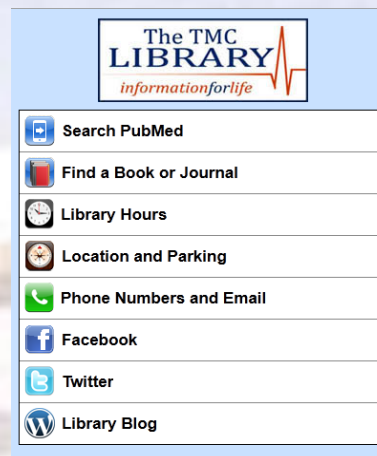 The TMC
LIBRARY
informationforlife
Search PubMed
Find a Book or Journal
Library Hours
Location and Parking
Phone Numbers and Email
Facebook
Twitter
Library Blog